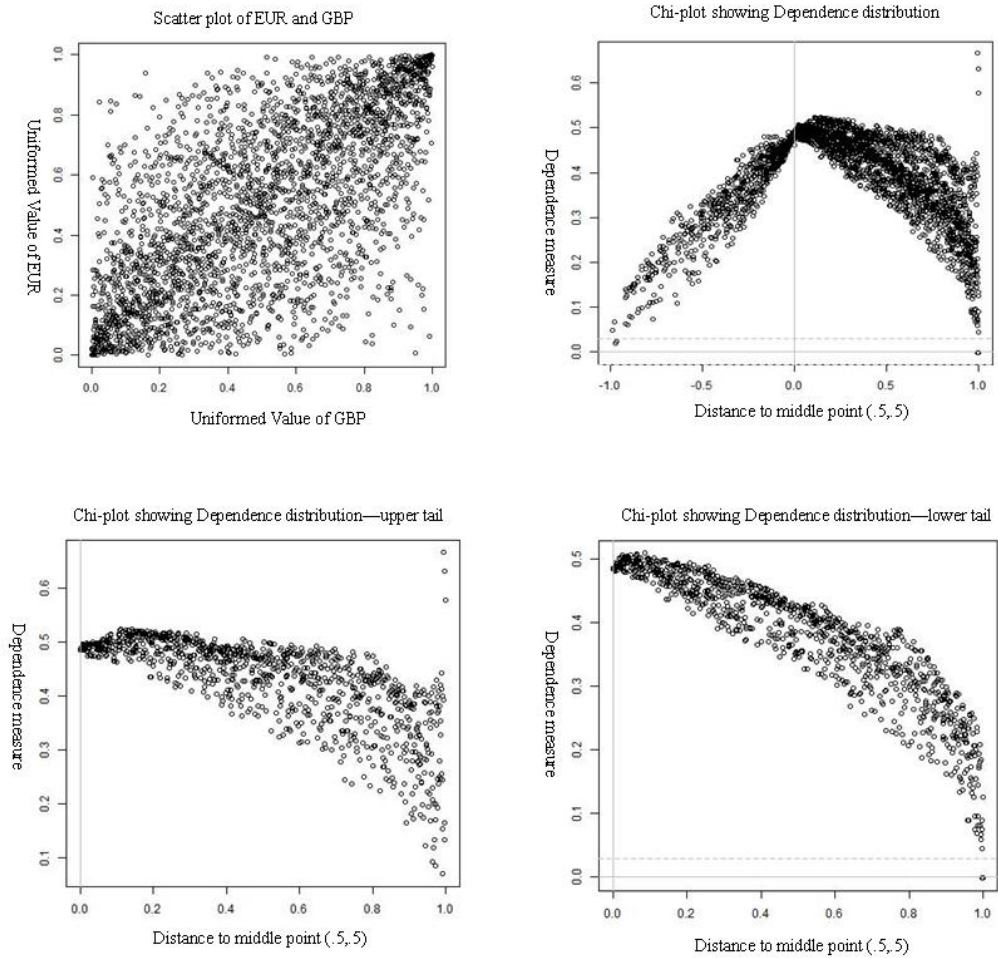 Scatter plot of EUR and GBP
Uniformed Value of EUR
1.0
0.8
0.6
0.4
0.2
0.0
0.0 0.2 0.4 0.6 0.8 1.0
Uniformed Value of GBP
Chi-plot showing Dependence distribution
Dependence measure
0.6
0.5
0.4
0.3
0.2
0.1
0.0
-1.0 -0.5 0.0 0.5 1.0
Distance to middle point (.5,.5)
Chi-plot showing Dependence distribution—upper tail
Dependence measure
0.6
0.5
0.4
0.3
0.2
0.1
0.0 0.2 0.4 0.6 0.8 1.0
Distance to middle point (.5,.5)
Chi-plot showing Dependence distribution—lower tail
Dependence measure
0.5
0.4
0.3
0.2
0.1
0.0
0.0 0.2 0.4 0.6 0.8 1.0
Distance to middle point (.5,.5)